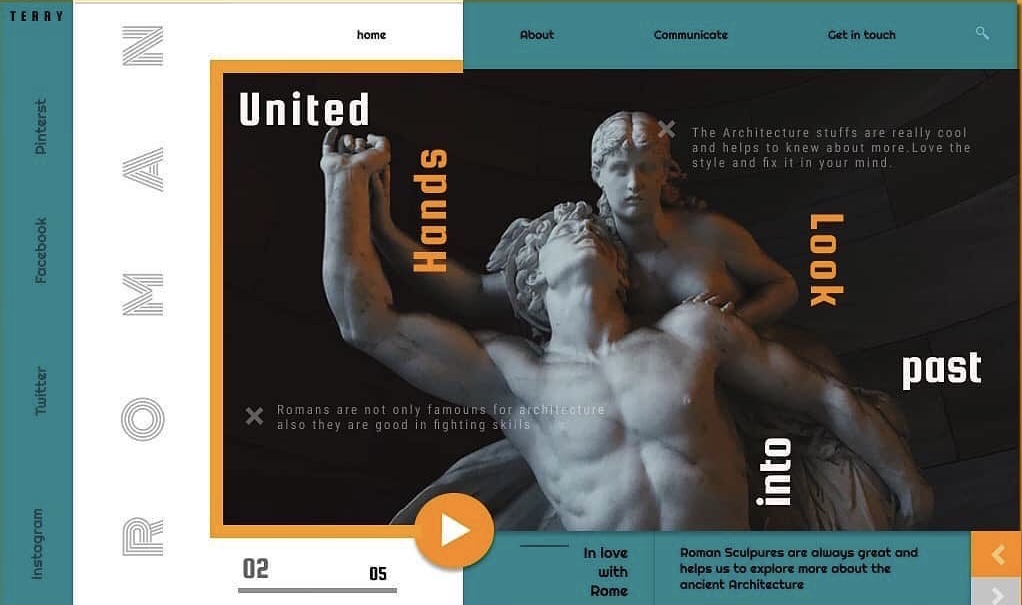 TERRY
home
About
Communicate
Get in touch
Pinterst
Facebook
Twitter
Instagram
ROMAN
United
Hands
The Architecture stuffs are really cool
and helps to knew about more.Love the
style and fix it in your mind.
Look
past
into
Romans are not only famouns for architecture
also they are good in fighting skills
02
05
In love
with
Rome
Roman Sculpures are always great and
helps us to explore more about the
ancient Architecture